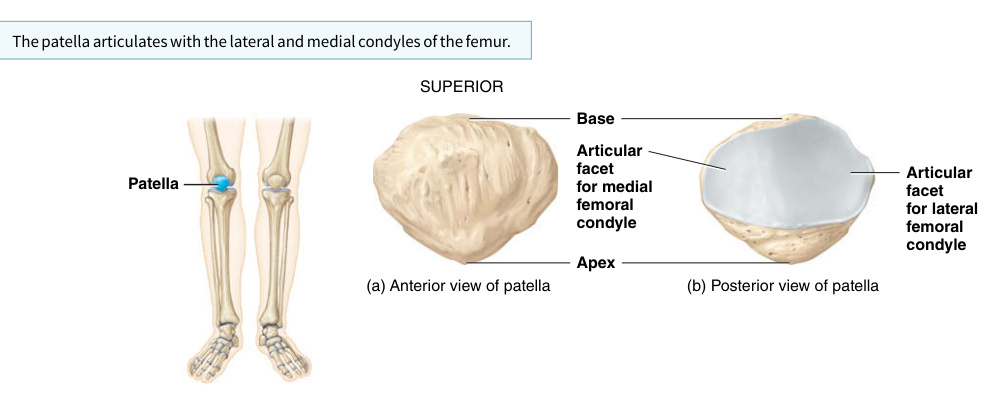 The patella articulates with the lateral and medial condyles of the femur.
SUPERIOR
Patella
Base
Articular
facet
for medial
femoral
condyle
Apex
Articular
facet
for lateral
femoral
condyle
(a) Anterior view of patella
(b) Posterior view of patella